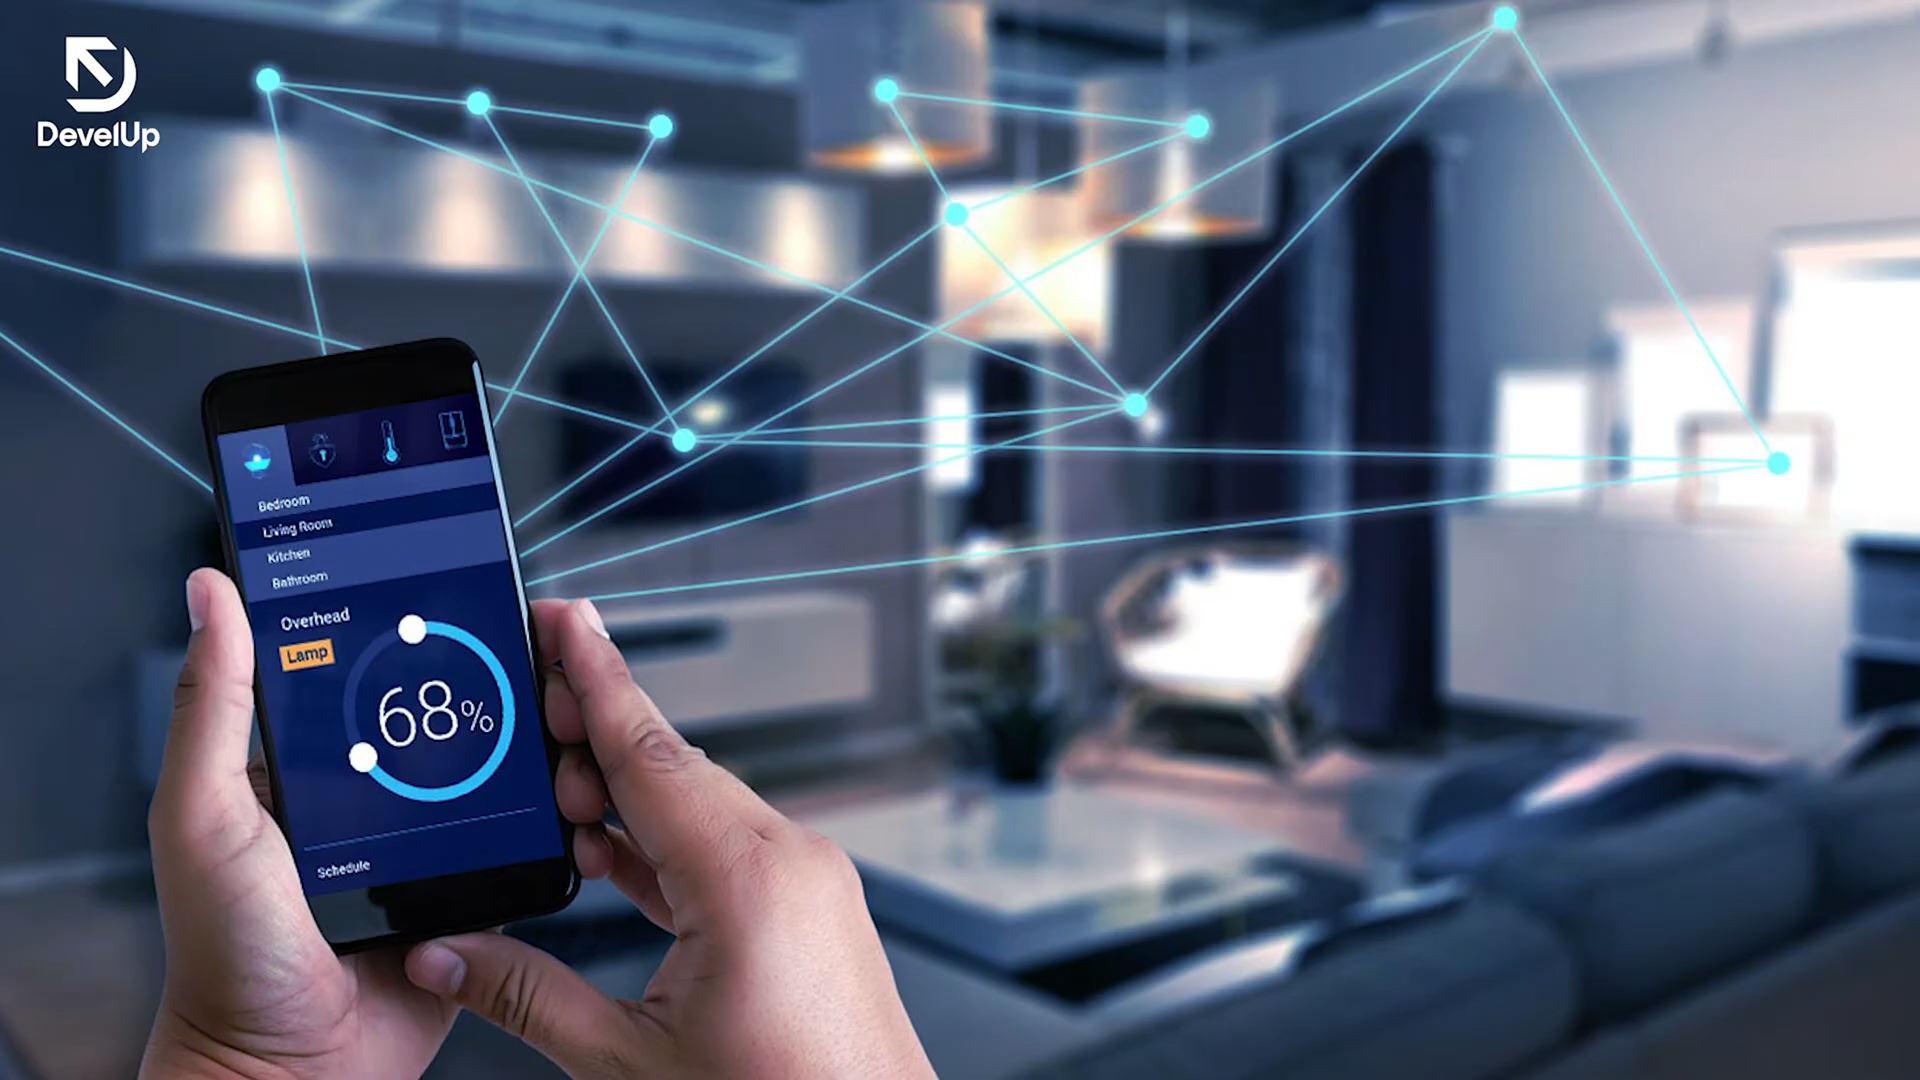 DevelUp
Bedroom
Living Room
Kitchen
Bathroom
Overhead
Lamp
68%
Schedule